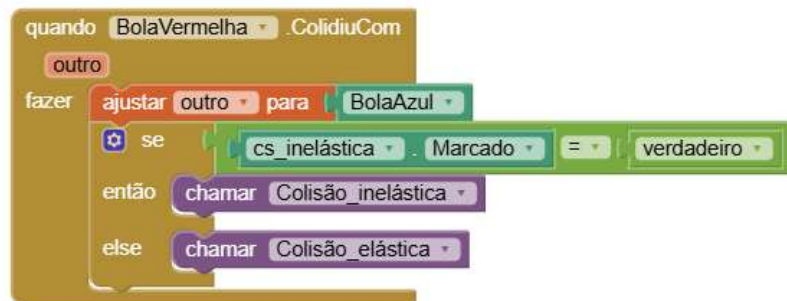 quando BolaVermelha .ColidiuCom
outro
fazer ajustar outro para BolaAzul
se cs_inelástica . Marcado = verdadeiro
então chamar Colisão_inelástica
else chamar Colisão_elástica